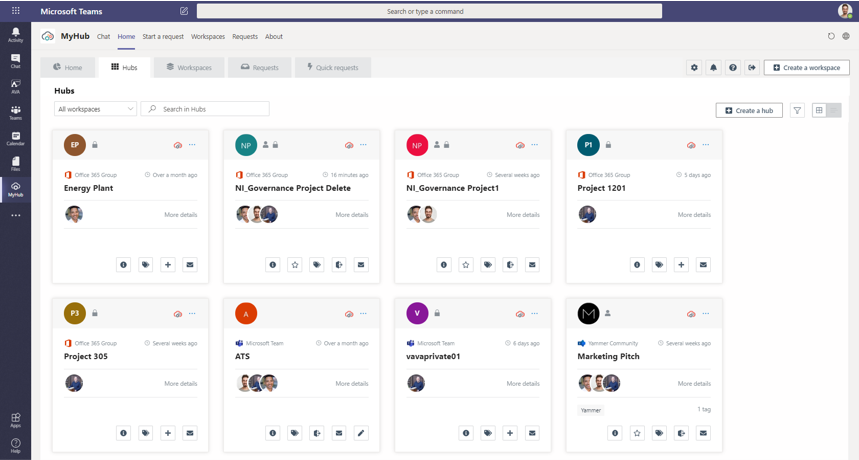 Microsoft Teams
Search or type a command
Activity
Chat
AVA
Teams
Calendar
Files
MyHub
Apps
Help
MyHub Chat Home Start a request Workspaces Requests About
Home Hubs Workspaces Requests Quick requests
Create a workspace
Hubs
All workspaces
Search in Hubs
Create a hub
EP
Office 365 Group Over a month ago
Energy Plant
More details
NP
Office 365 Group 16 minutes ago
NI_Governance Project Delete
More details
NP
Office 365 Group Several weeks ago
NI_Governance Project1
More details
P1
Office 365 Group 5 days ago
Project 1201
More details
P3
Office 365 Group Several weeks ago
Project 305
More details
A
Microsoft Team Over a month ago
ATS
More details
V
Microsoft Team 6 days ago
vavaprivate01
More details
M
Yammer Community Several weeks ago
Marketing Pitch
More details
Yammer 1 tag